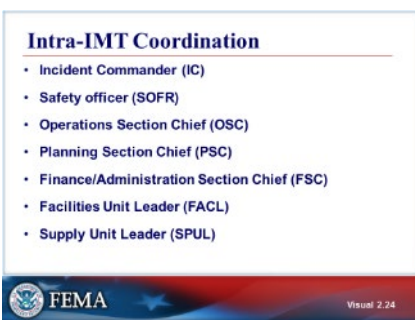 Intra-IMT Coordination
• Incident Commander (IC)
• Safety officer (SOFR)
• Operations Section Chief (OSC)
• Planning Section Chief (PSC)
• Finance/Administration Section Chief (FSC)
• Facilities Unit Leader (FACL)
• Supply Unit Leader (SPUL)
FEMA
Visual 2.24